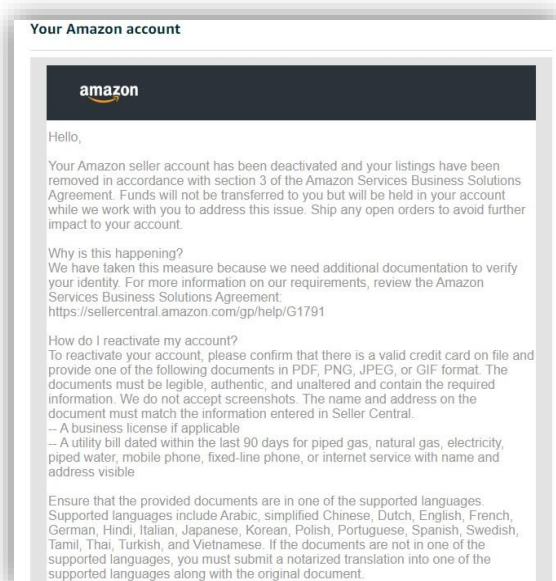 Your Amazon account
amazon
Hello,
Your Amazon seller account has been deactivated and your listings have been
removed in accordance with section 3 of the Amazon Services Business Solutions
Agreement. Funds will not be transferred to you but will be held in your account
while we work with you to address this issue. Ship any open orders to avoid further
impact to your account.
Why is this happening?
We have taken this measure because we need additional documentation to verify
your identity. For more information on our requirements, review the Amazon
Services Business Solutions Agreement:
https://sellercentral.amazon.com/gp/help/G1791
How do I reactivate my account?
To reactivate your account, please confirm that there is a valid credit card on file and
provide one of the following documents in PDF, PNG, JPEG, or GIF format. The
documents must be legible, authentic, and unaltered and contain the required
information. We do not accept screenshots. The name and address on the
document must match the information entered in Seller Central.
-- A business license if applicable
-- A utility bill dated within the last 90 days for piped gas, natural gas, electricity,
piped water, mobile phone, fixed-line phone, or internet service with name and
address visible
Ensure that the provided documents are in one of the supported languages.
Supported languages include Arabic, simplified Chinese, Dutch, English, French,
German, Hindi, Italian, Japanese, Korean, Polish, Portuguese, Spanish, Swedish,
Tamil, Thai, Turkish, and Vietnamese. If the documents are not in one of the
supported languages, you must submit a notarized translation into one of the
supported languages along with the original document.